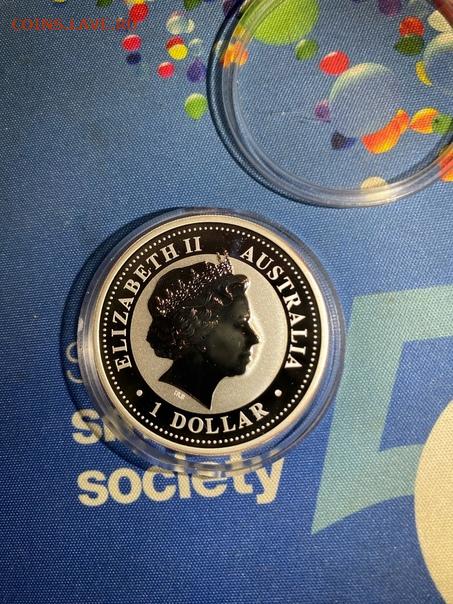 COINS.LAVE.RU
ELIZABETH II
AUSTRALIA
1 DOLLAR
IRB
society